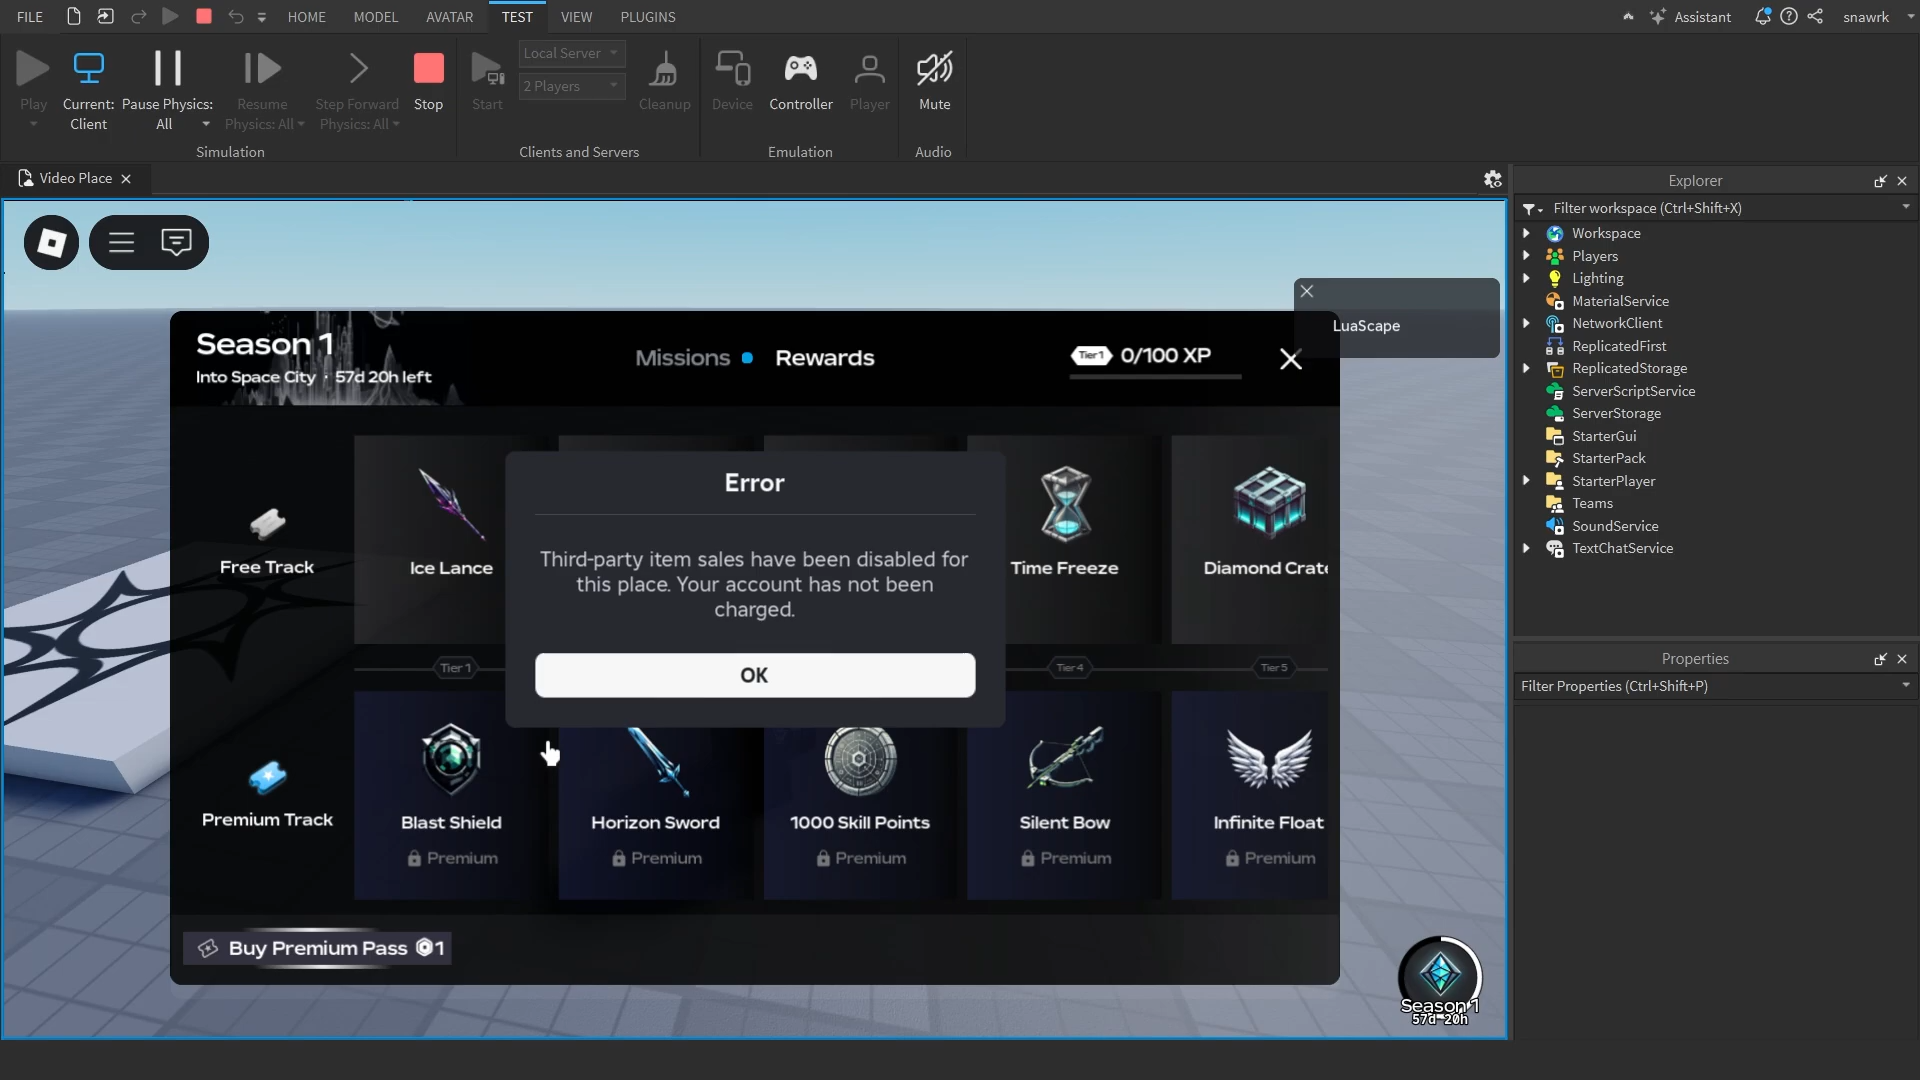 FILE HOME MODEL AVATAR TEST VIEW PLUGINS Assistant snawrk
Play
Current:
Client
Pause Physics:
All
Resume
Physics: All
Step Forward
Physics: All
Stop
Simulation
Start
Local Server
2 Players
Cleanup
Clients and Servers
Device
Controller
Player
Emulation
Mute
Audio
Video Place
Season 1
Into Space City · 57d 20h left
Missions
Rewards
Tier 1 0/100 XP
LuaScape
Free Track
Ice Lance
Time Freeze
Diamond Crate
Error
Third-party item sales have been disabled for
this place. Your account has not been
charged.
OK
Tier 1
Tier 4
Tier 5
Premium Track
Blast Shield
Premium
Horizon Sword
Premium
1000 Skill Points
Premium
Silent Bow
Premium
Infinite Float
Premium
Buy Premium Pass 1
Season 1
57d 20h
Explorer
Filter workspace (Ctrl+Shift+X)
Workspace
Players
Lighting
MaterialService
NetworkClient
ReplicatedFirst
ReplicatedStorage
ServerScriptService
ServerStorage
StarterGui
StarterPack
StarterPlayer
Teams
SoundService
TextChatService
Properties
Filter Properties (Ctrl+Shift+P)